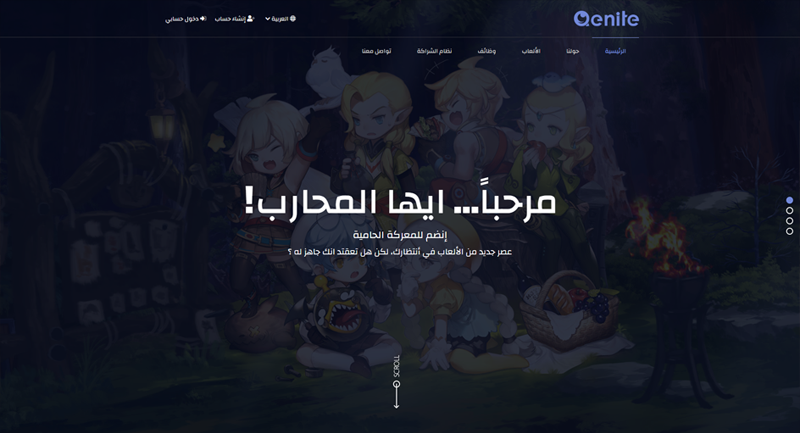 Qenite
العربية
إنشاء حساب
دخول حسابي
الرئيسية
حولنا
الألعاب
وظائف
نظام الشراكة
تواصل معنا
مرحباً... ايها المحارب!
إنضم للمعركة الحامية
عصر جديد من الألعاب في أنتظارك، لكن هل تعتقد انك جاهز له ؟
SCROLL